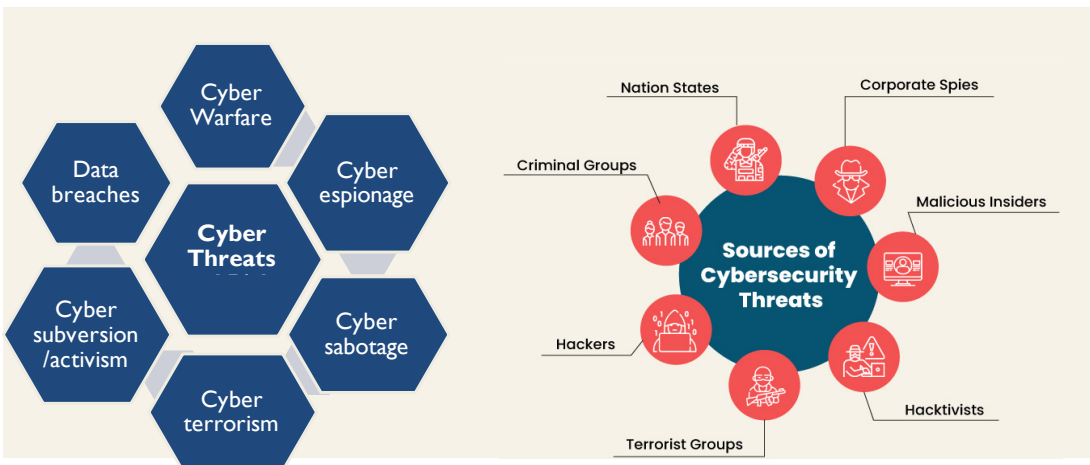 Cyber
Warfare
Data
breaches
Cyber
espionage
Cyber
Threats
Cyber
subversion
/activism
Cyber
sabotage
Cyber
terrorism
Nation States
Corporate Spies
Criminal Groups
Malicious Insiders
Sources of
Cybersecurity
Threats
Hackers
Hacktivists
Terrorist Groups